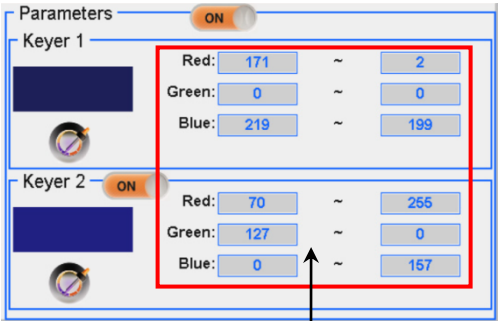 Parameters ON
Keyer 1
Red: 171 ~ 2
Green: 0 ~ 0
Blue: 219 ~ 199
Keyer 2 ON
Red: 70 ~ 255
Green: 127 ~ 0
Blue: 0 ~ 157